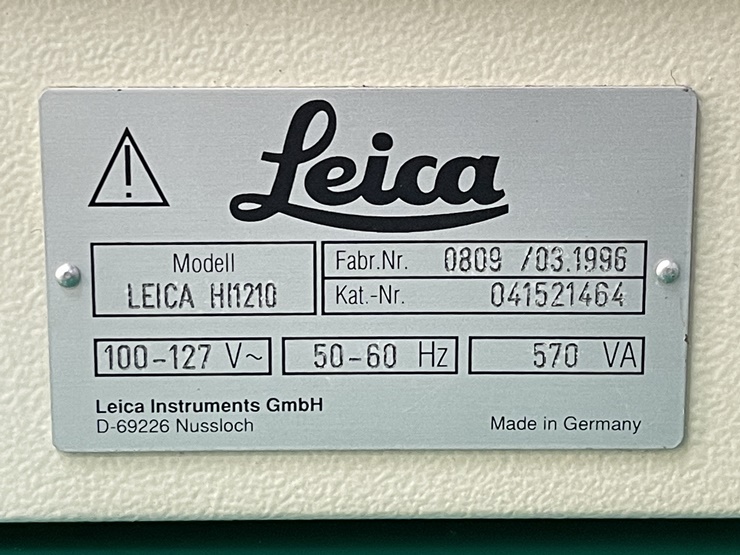 Leica
Modell
LEICA HI1210
Fabr.Nr. 0809 /03.1996
Kat.-Nr. 041521464
100-127 V~ 50-60 Hz 570 VA
Leica Instruments GmbH
D-69226 Nussloch
Made in Germany